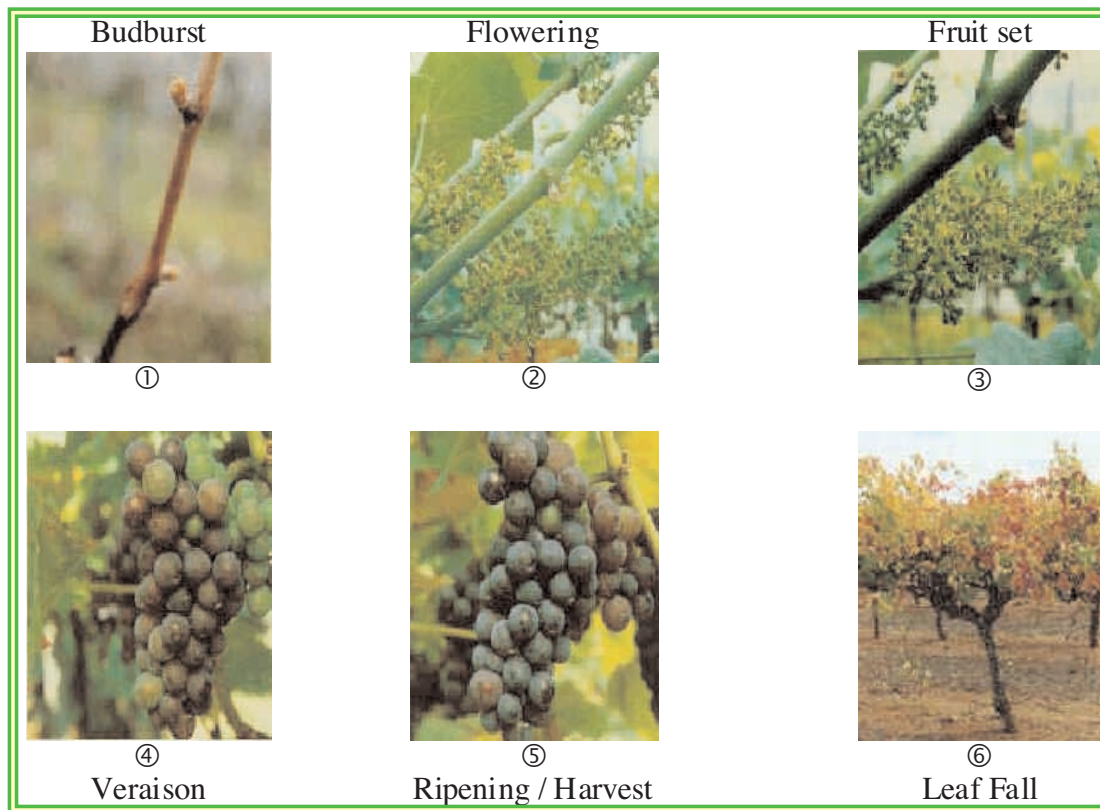 Budburst
Flowering
Fruit set
①
②
③
④
⑤
⑥
Veraison
Ripening / Harvest
Leaf Fall